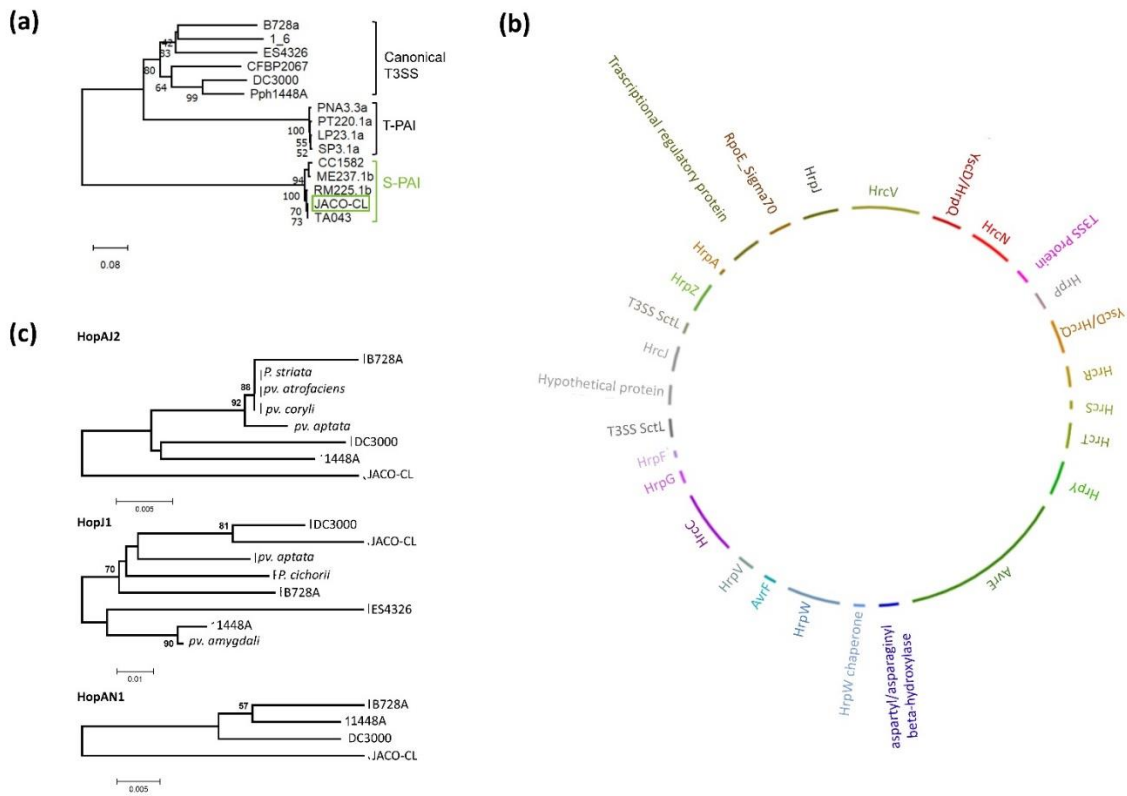 (a)
B728a
1_6
42
83
ES4326
CFBP2067
80
DC3000
64
99
Pph1448A
Canonical
T3SS
PNA3.3a
PT220.1a
100
LP23.1a
55
SP3.1a
52
T-PAI
CC1582
ME237.1b
94
RM225.1b
100
JACO-CL
70
TA043
73
S-PAI
0.08
(b)
Trascriptional regulatory protein
RpoE_Sigma70
HrpJ
HrcV
YscD/HrpQ
HrcN
T3SS Protein
HrpP
YscD/HrcQ
HrcR
HrcS
HrcT
HrpY
AvrE
aspartyl/asparaginyl
beta-hydroxylase
HrpW chaperone
HrpW
AvrF
HrpV
HrcC
HrpG
HrpF
T3SS SctL
Hypothetical protein
HrcJ
T3SS SctL
HrpZ
HrpA
(c)
HopAJ2
B728A
P. striata
88
pv. atrofaciens
92
pv. coryli
pv. aptata
DC3000
1448A
JACO-CL
0.005
HopJ1
81
DC3000
JACO-CL
pv. aptata
70
P. cichorii
B728A
ES4326
1448A
90
pv. amygdali
0.01
HopAN1
57
B728A
11448A
DC3000
JACO-CL
0.005